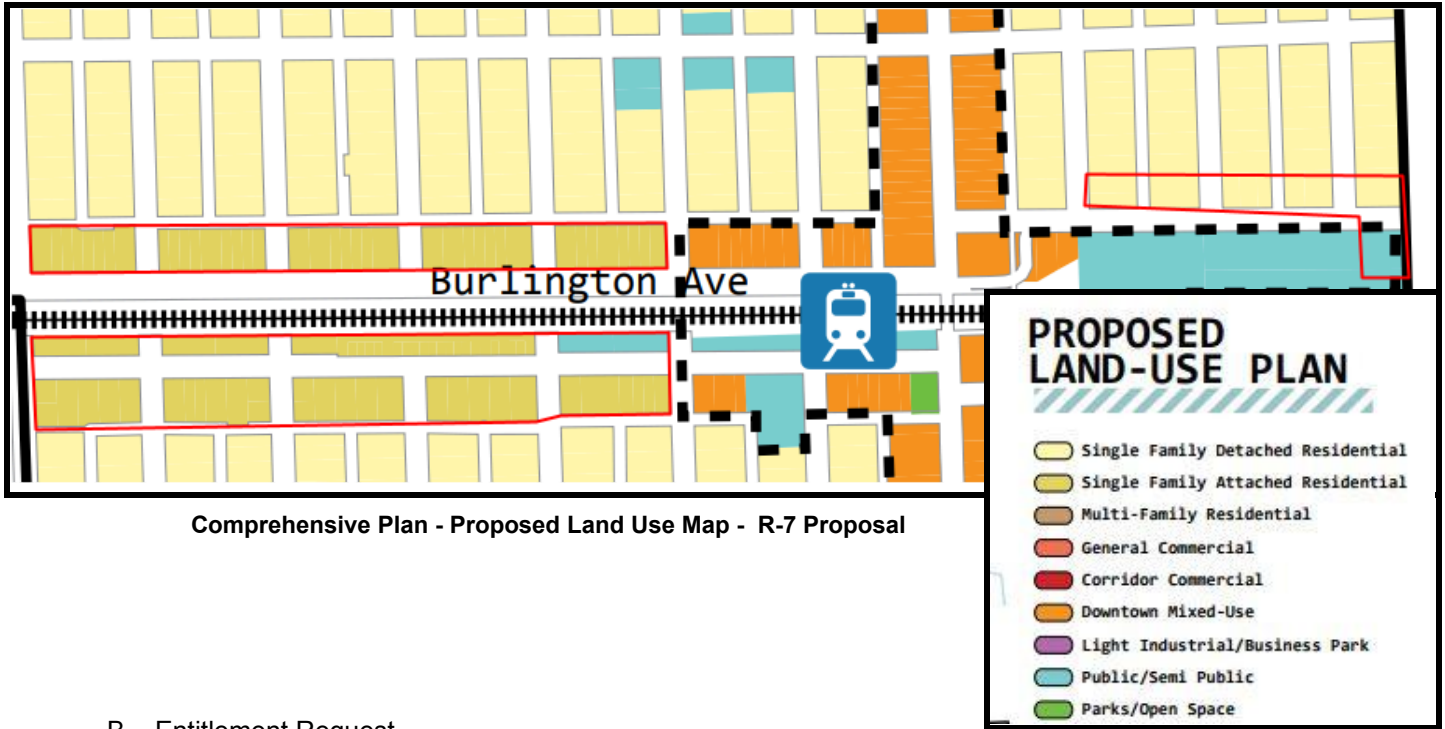 Burlington Ave
PROPOSED
LAND-USE PLAN
Single Family Detached Residential
Single Family Attached Residential
Multi-Family Residential
General Commercial
Corridor Commercial
Downtown Mixed-Use
Light Industrial/Business Park
Public/Semi Public
Parks/Open Space
Comprehensive Plan - Proposed Land Use Map - R-7 Proposal
B. Entitlement Request